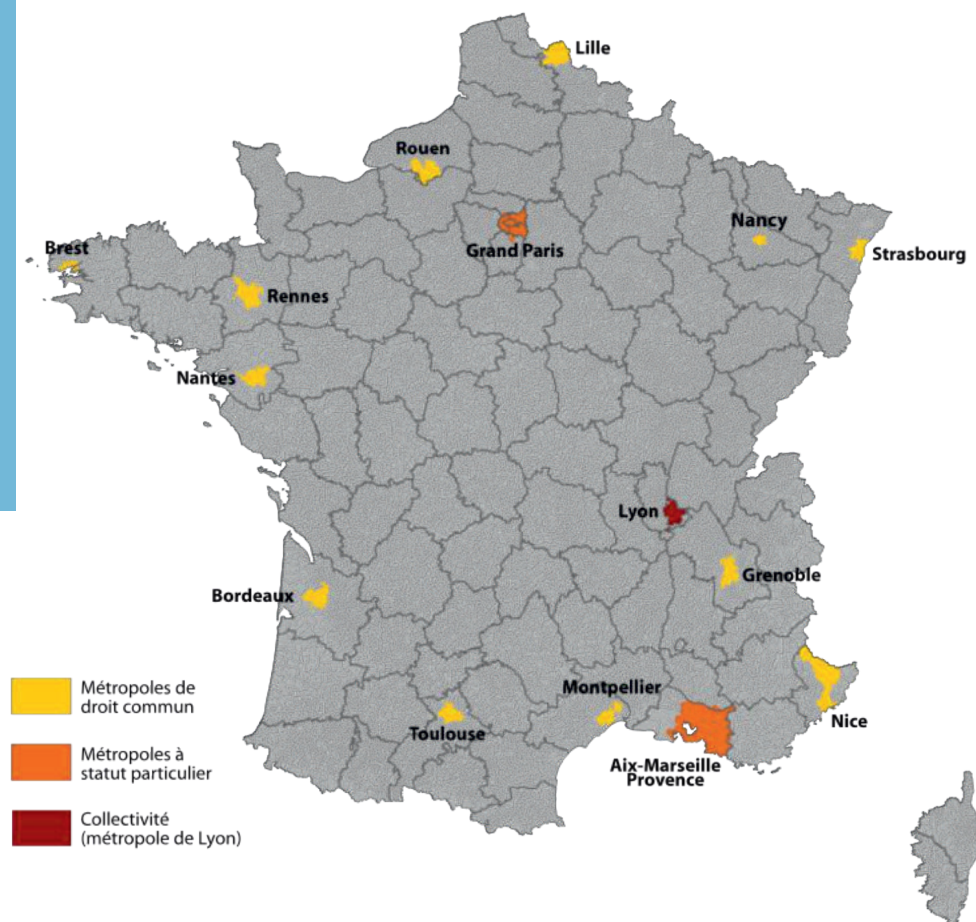 Lille
Rouen
Grand Paris
Nancy
Strasbourg
Brest
Rennes
Nantes
Lyon
Grenoble
Bordeaux
Montpellier
Toulouse
Nice
Aix-Marseille
Provence
Métropoles de
droit commun
Métropoles à
statut particulier
Collectivité
(métropole de Lyon)